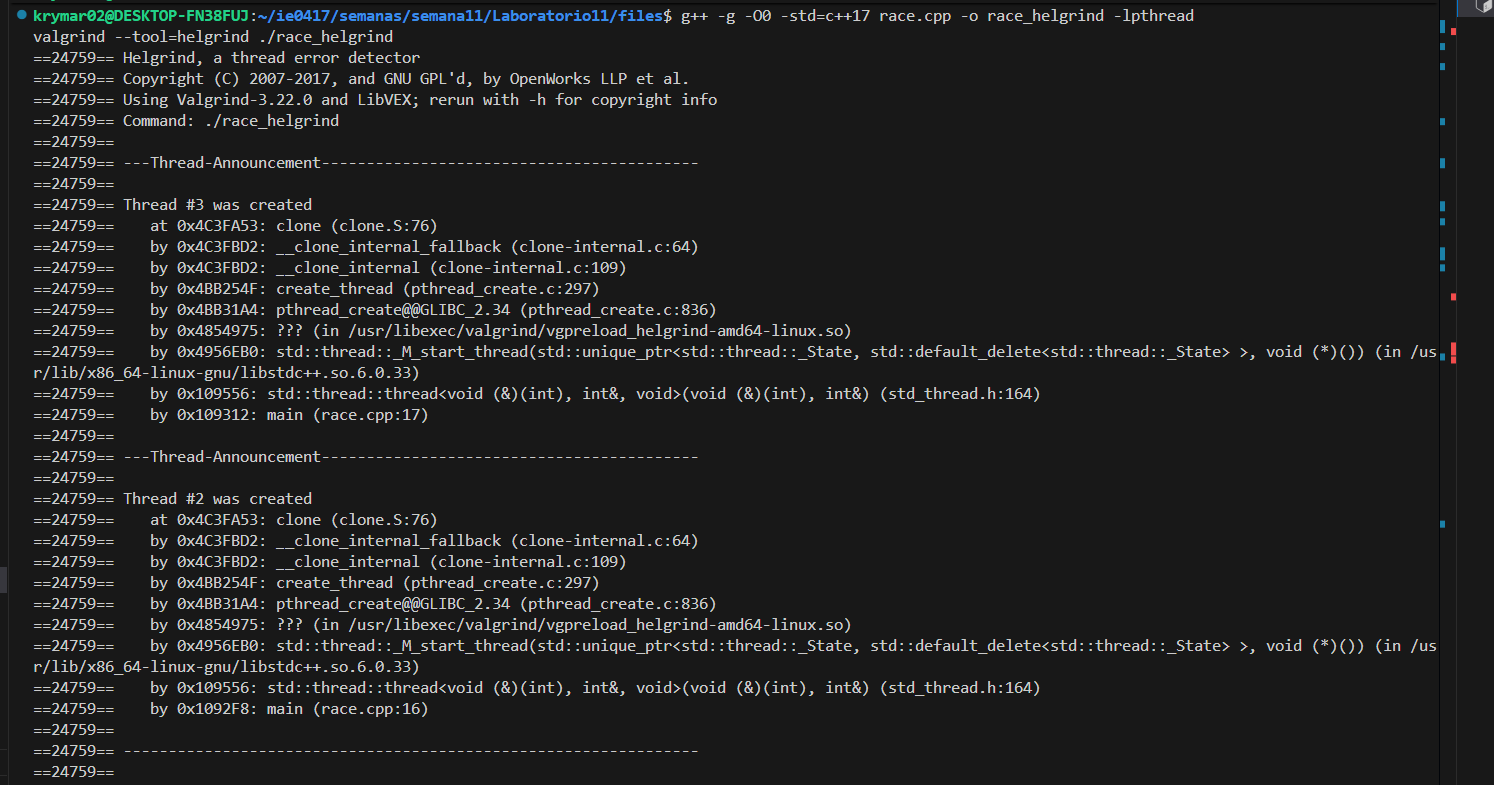 krymar02@DESKTOP-FN38FUJ:~/ie0417/semanas/semana11/Laboratorio11/files$ g++ -g -O0 -std=c++17 race.cpp -o race_helgrind -lpthread
valgrind --tool=helgrind ./race_helgrind
==24759== Helgrind, a thread error detector
==24759== Copyright (C) 2007-2017, and GNU GPL'd, by OpenWorks LLP et al.
==24759== Using Valgrind-3.22.0 and LibVEX; rerun with -h for copyright info
==24759== Command: ./race_helgrind
==24759==
==24759== ---Thread-Announcement------------------------------------------
==24759==
==24759== Thread #3 was created
==24759==    at 0x4C3FA53: clone (clone.S:76)
==24759==    by 0x4C3FBD2: __clone_internal_fallback (clone-internal.c:64)
==24759==    by 0x4C3FBD2: __clone_internal (clone-internal.c:109)
==24759==    by 0x4BB254F: create_thread (pthread_create.c:297)
==24759==    by 0x4BB31A4: pthread_create@@GLIBC_2.34 (pthread_create.c:836)
==24759==    by 0x4854975: ??? (in /usr/libexec/valgrind/vgpreload_helgrind-amd64-linux.so)
==24759==    by 0x4956EB0: std::thread::_M_start_thread(std::unique_ptr<std::thread::_State, std::default_delete<std::thread::_State> >, void (*)()) (in /us
r/lib/x86_64-linux-gnu/libstdc++.so.6.0.33)
==24759==    by 0x109556: std::thread::thread<void (&)(int), int&, void>(void (&)(int), int&) (std_thread.h:164)
==24759==    by 0x109312: main (race.cpp:17)
==24759==
==24759== ---Thread-Announcement------------------------------------------
==24759==
==24759== Thread #2 was created
==24759==    at 0x4C3FA53: clone (clone.S:76)
==24759==    by 0x4C3FBD2: __clone_internal_fallback (clone-internal.c:64)
==24759==    by 0x4C3FBD2: __clone_internal (clone-internal.c:109)
==24759==    by 0x4BB254F: create_thread (pthread_create.c:297)
==24759==    by 0x4BB31A4: pthread_create@@GLIBC_2.34 (pthread_create.c:836)
==24759==    by 0x4854975: ??? (in /usr/libexec/valgrind/vgpreload_helgrind-amd64-linux.so)
==24759==    by 0x4956EB0: std::thread::_M_start_thread(std::unique_ptr<std::thread::_State, std::default_delete<std::thread::_State> >, void (*)()) (in /us
r/lib/x86_64-linux-gnu/libstdc++.so.6.0.33)
==24759==    by 0x109556: std::thread::thread<void (&)(int), int&, void>(void (&)(int), int&) (std_thread.h:164)
==24759==    by 0x1092F8: main (race.cpp:16)
==24759==
==24759== ----------------------------------------------------------------
==24759==